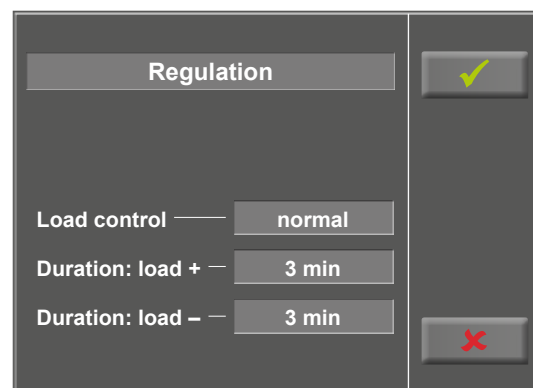 Regulation
Load control normal
Duration: load + 3 min
Duration: load – 3 min